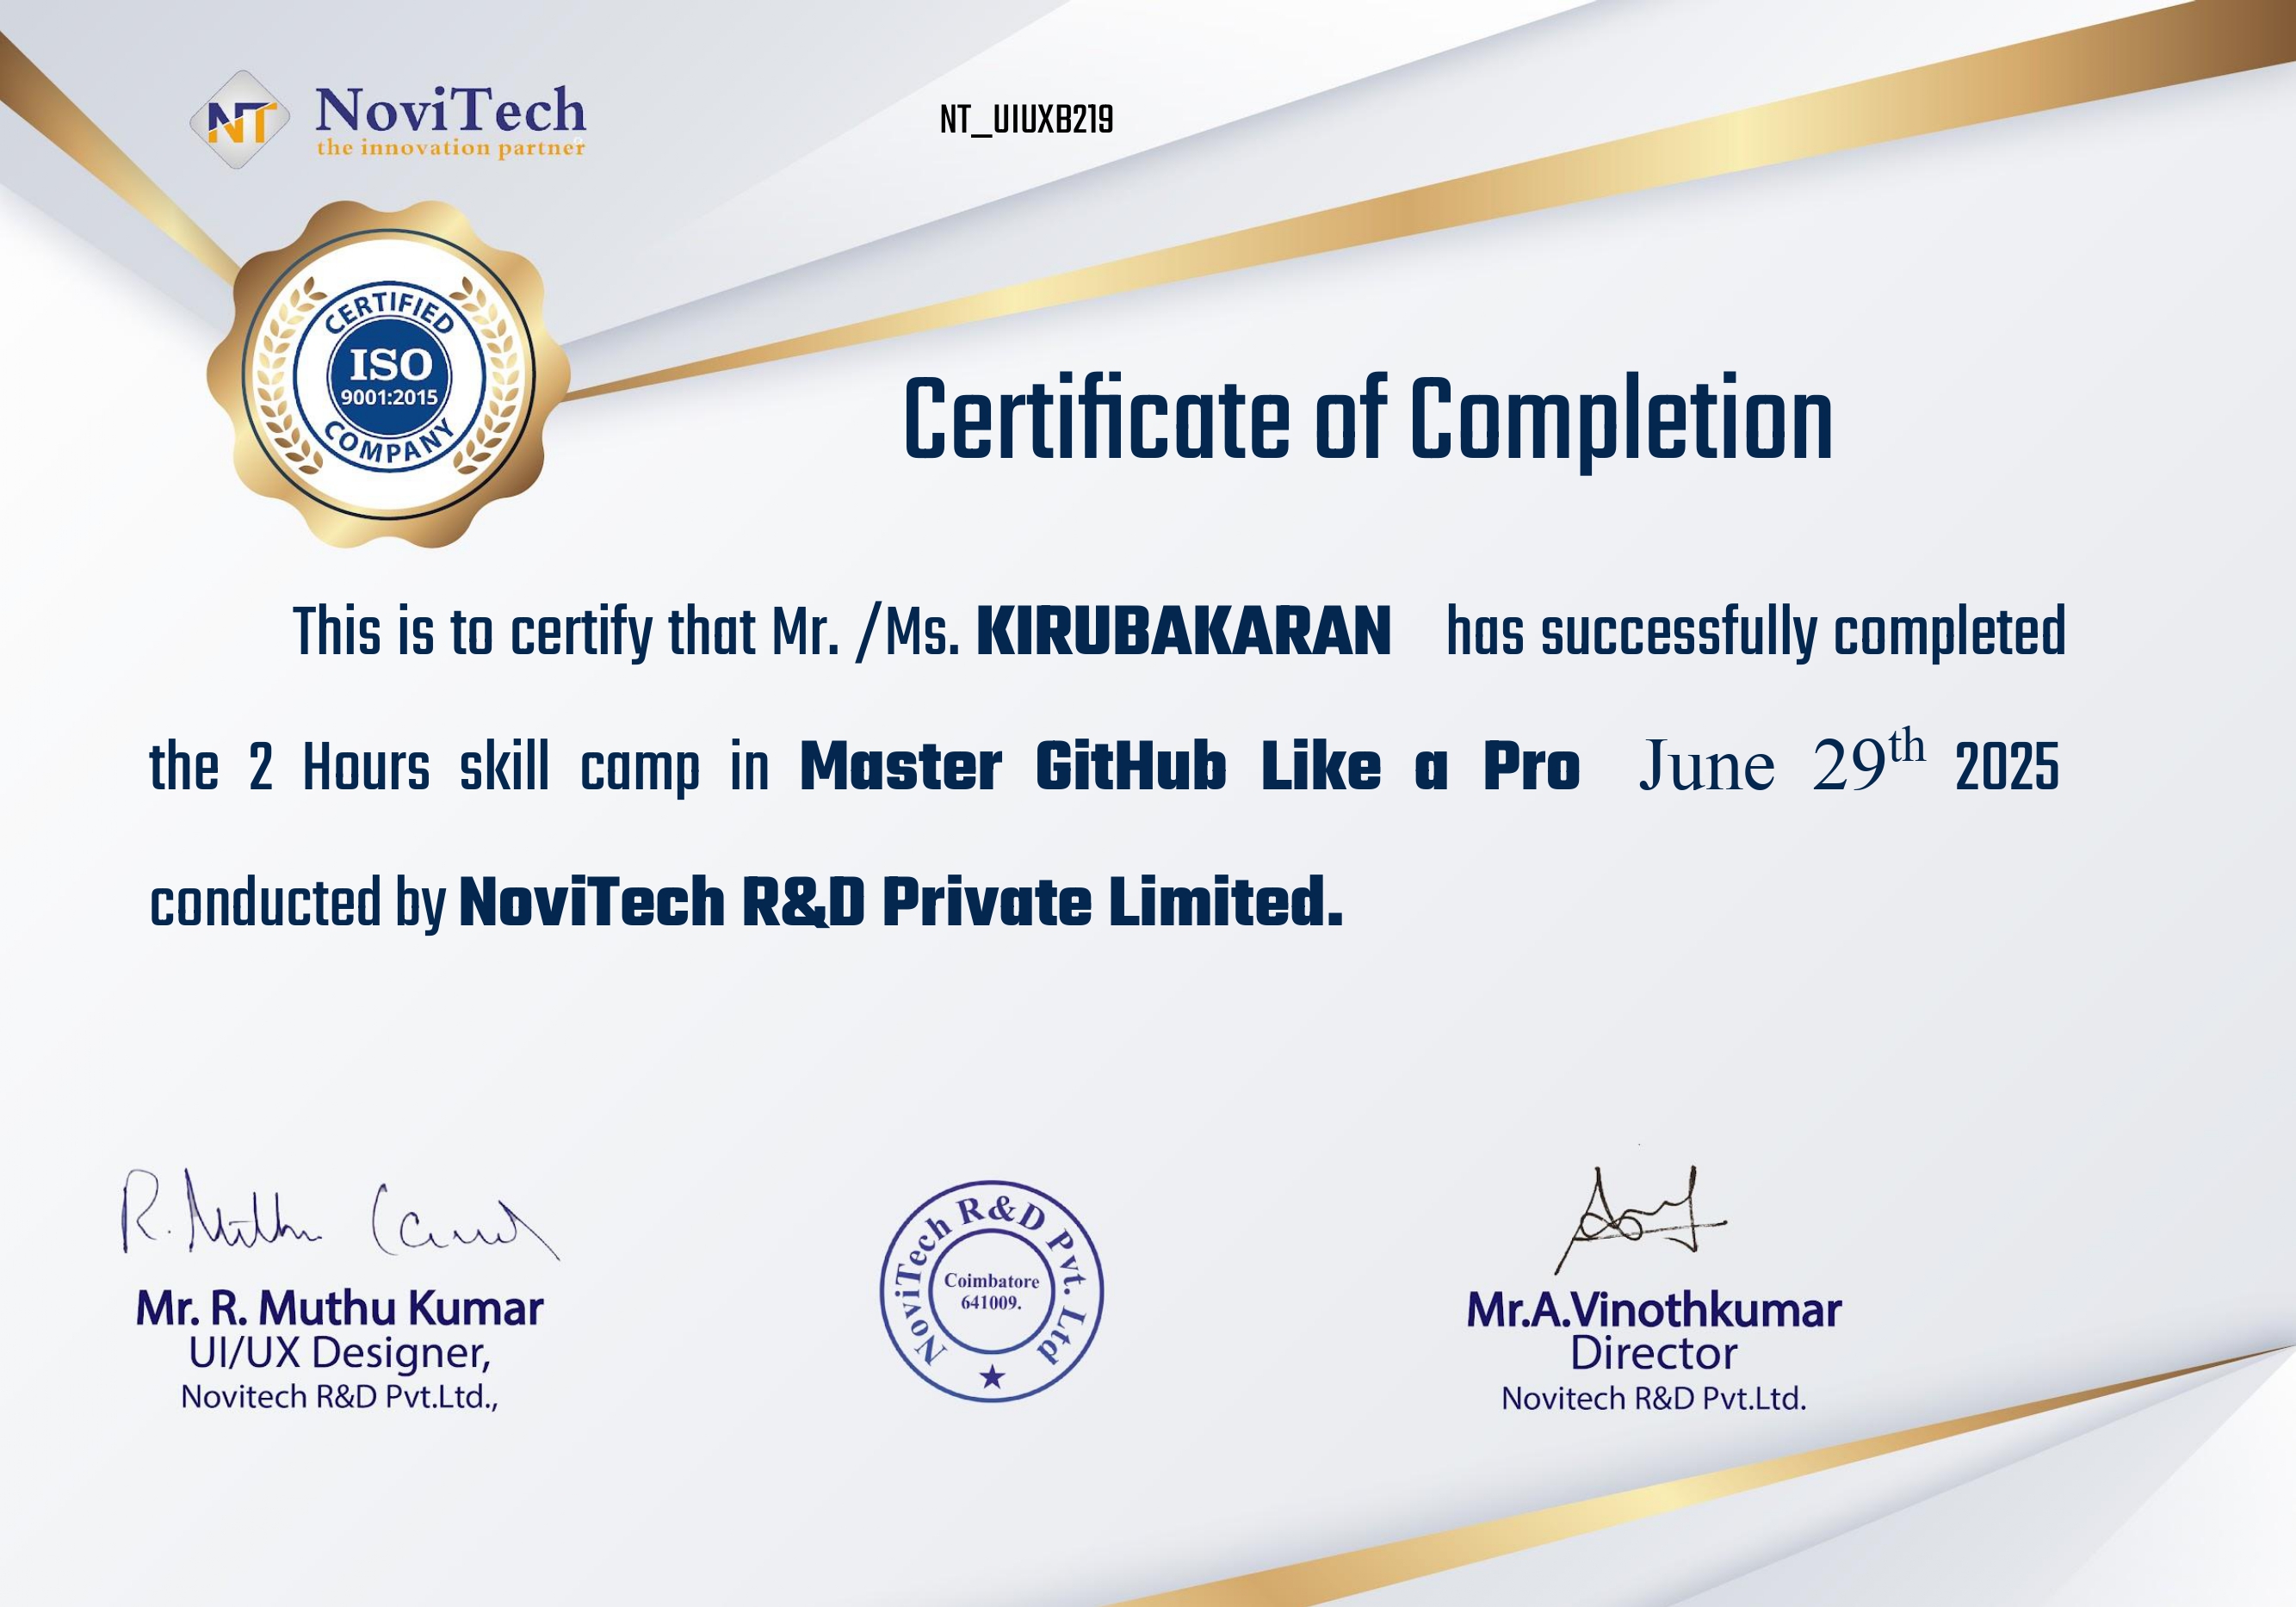 NT NoviTech
the innovation partner
NT_UIUXB219
CERTIFIED
ISO
9001:2015
COMPANY
Certificate of Completion
This is to certify that Mr. /Ms. KIRUBAKARAN has successfully completed
the 2 Hours skill camp in Master GitHub Like a Pro June 29th 2025
conducted by NoviTech R&D Private Limited.
R. Muthu Kumar
Mr. R. Muthu Kumar
UI/UX Designer,
Novitech R&D Pvt.Ltd.,
NoviTech R&D Pvt. Ltd
Coimbatore
641009.
Mr.A.Vinothkumar
Director
Novitech R&D Pvt.Ltd.